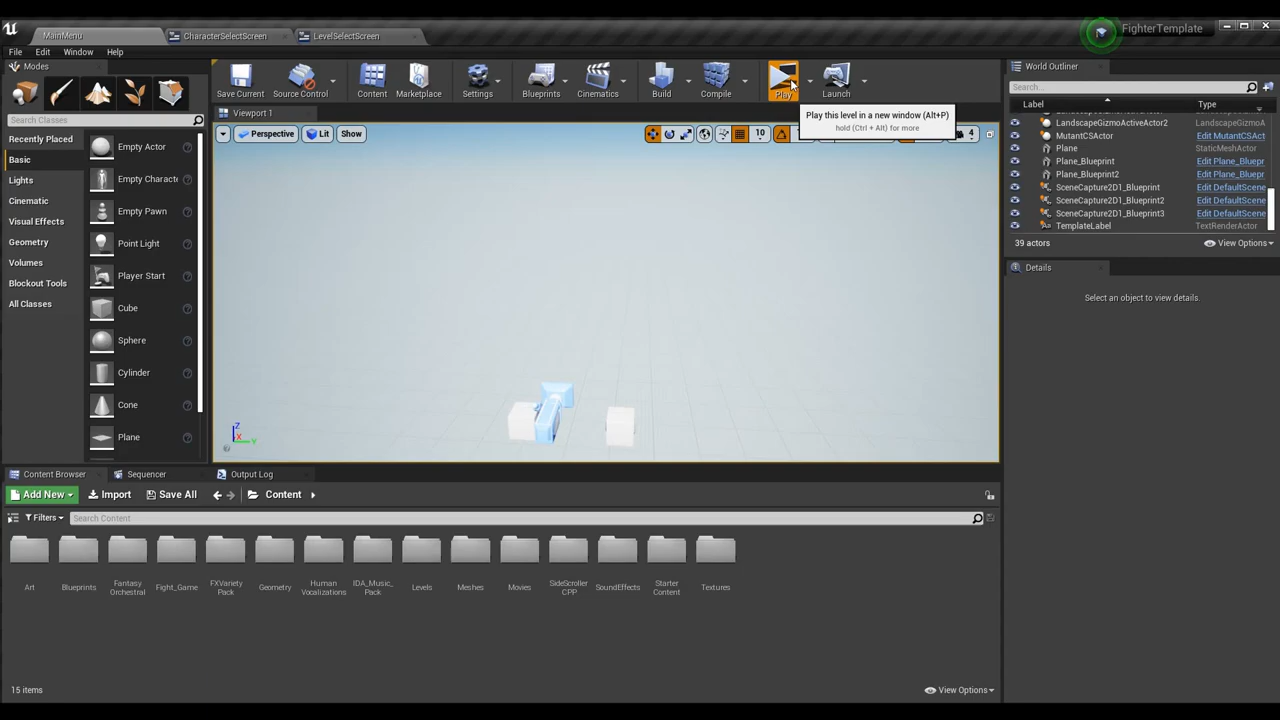 MainMenu
CharacterSelectScreen
LevelSelectScreen
FighterTemplate
File
Edit
Window
Help
Modes
Search Classes
Recently Placed
Basic
Lights
Cinematic
Visual Effects
Geometry
Volumes
Blockout Tools
All Classes
Empty Actor
Empty Characte
Empty Pawn
Point Light
Player Start
Cube
Sphere
Cylinder
Cone
Plane
Save Current
Source Control
Content
Marketplace
Settings
Blueprints
Cinematics
Build
Compile
Play
Launch
Play this level in a new window (Alt+P)
hold (Ctrl + Alt) for more
Viewport 1
Perspective
Lit
Show
10
4
Z
X
Y
World Outliner
Search...
Label
Type
LandscapeGizmoActiveActor2
LandscapeGizmoA
MutantCSActor
Edit MutantCSAct
Plane
StaticMeshActor
Plane_Blueprint
Edit Plane_Bluepr
Plane_Blueprint2
Edit Plane_Bluepr
SceneCapture2D1_Blueprint
Edit DefaultScene
SceneCapture2D1_Blueprint2
Edit DefaultScene
SceneCapture2D1_Blueprint3
Edit DefaultScene
TemplateLabel
TextRenderActor
39 actors
View Options
Details
Select an object to view details.
Content Browser
Sequencer
Output Log
Add New
Import
Save All
Content
Filters
Search Content
Art
Blueprints
Fantasy
Orchestral
Fight_Game
FXVariety
Pack
Geometry
Human
Vocalizations
IDA_Music_
Pack
Levels
Meshes
Movies
SideScroller
CPP
SoundEffects
Starter
Content
Textures
15 items
View Options